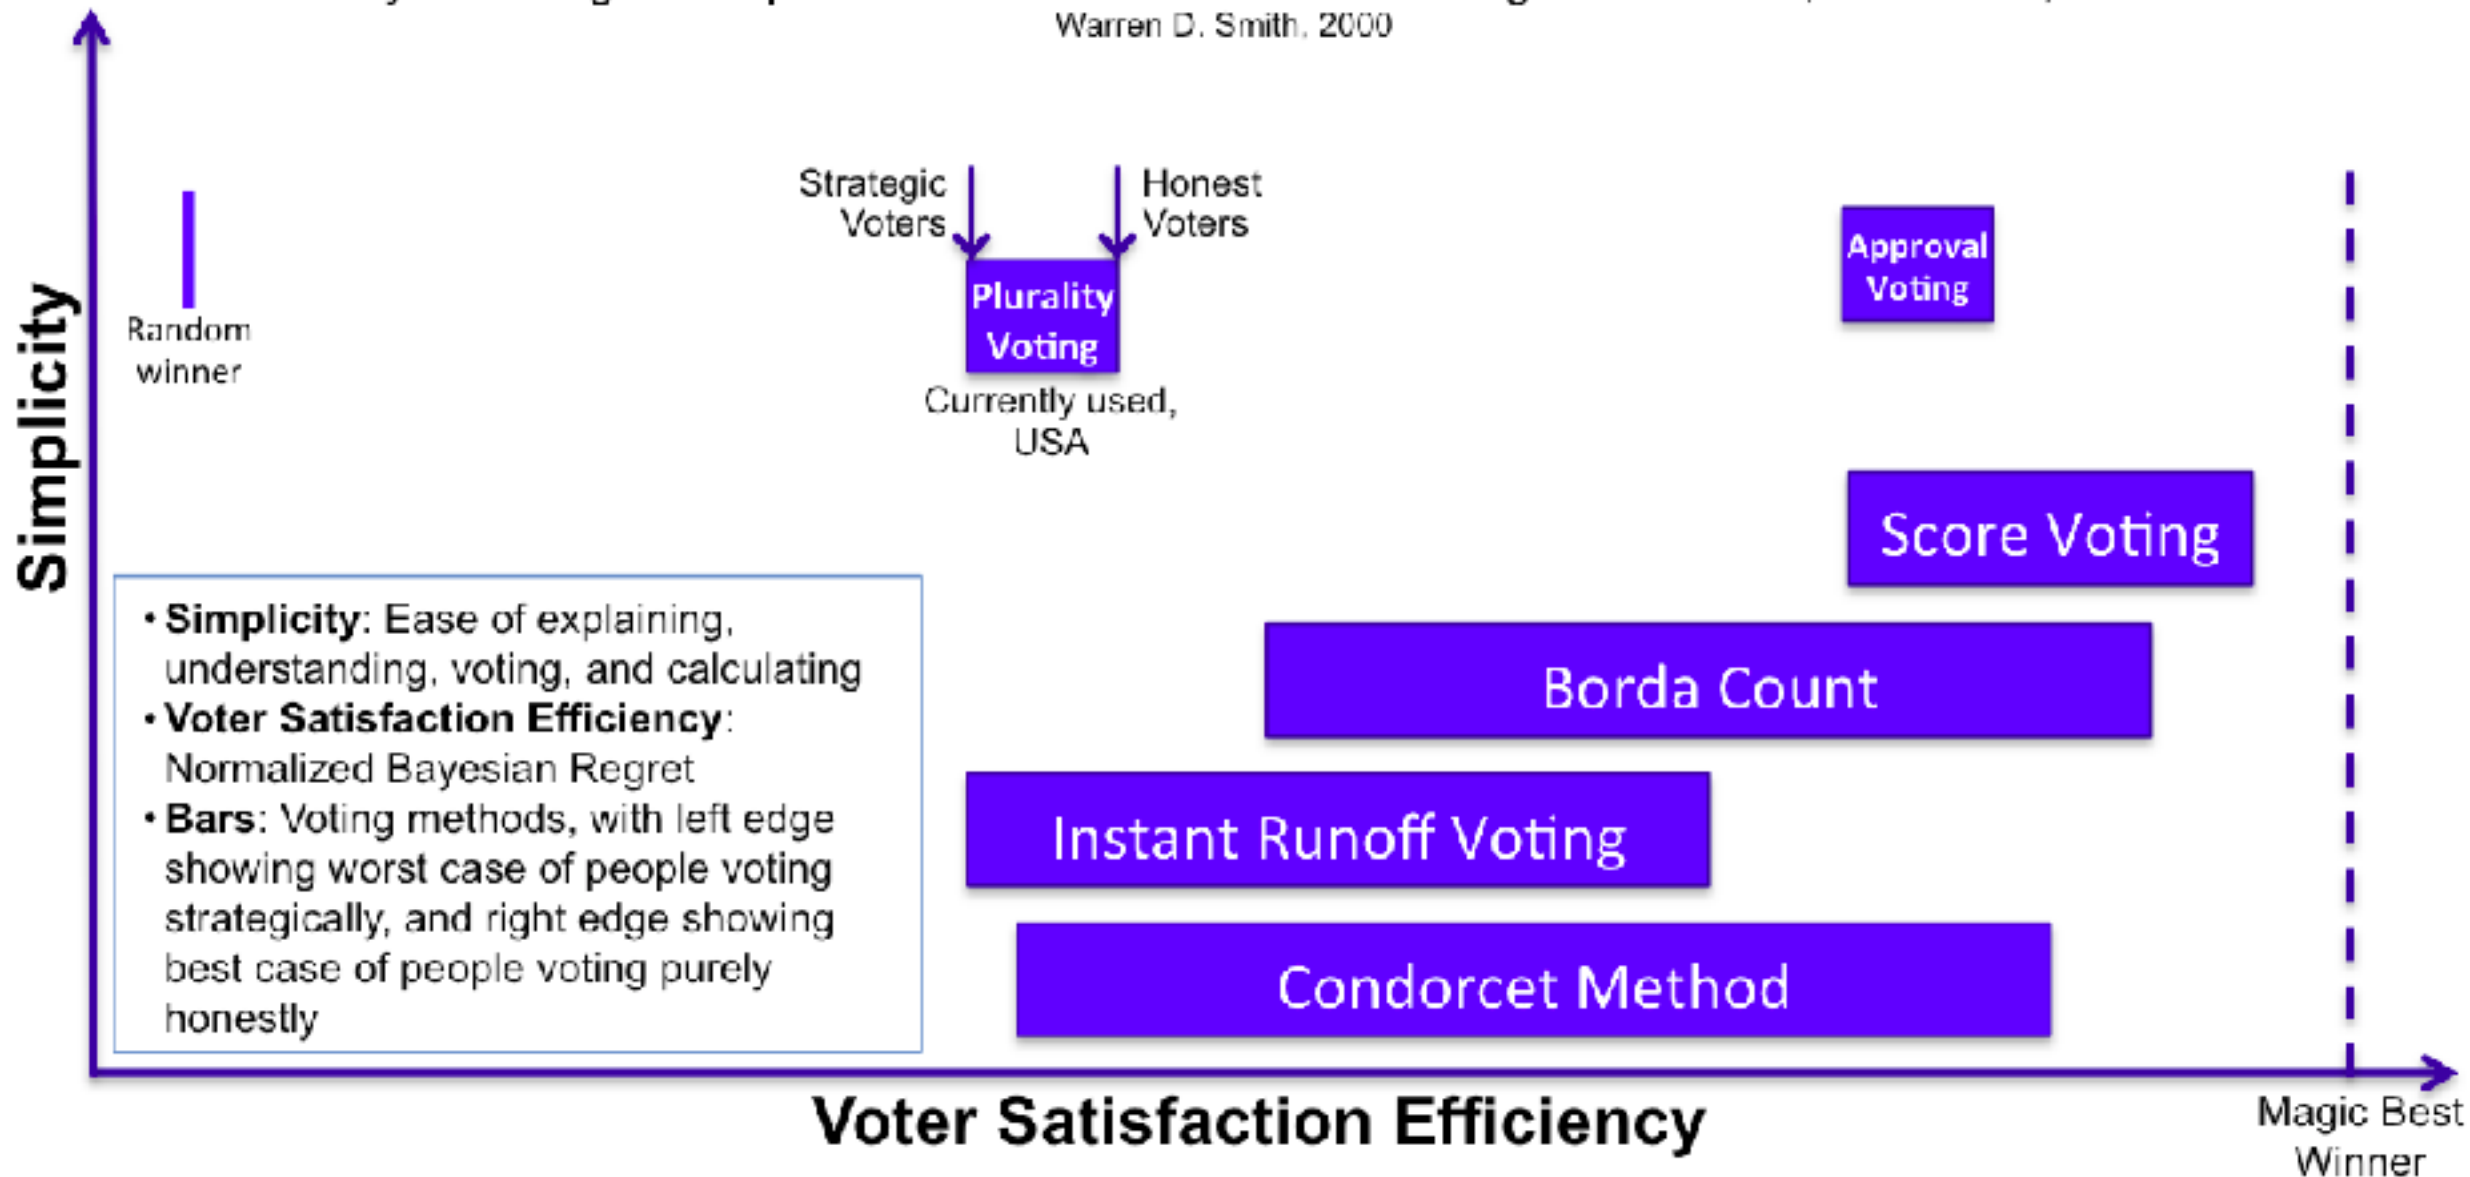 Warren D. Smith, 2000
Strategic
Voters
Honest
Voters
Approval
Voting
Plurality
Voting
Random
winner
Currently used,
USA
Simplicity
Score Voting
• Simplicity: Ease of explaining,
understanding, voting, and calculating
• Voter Satisfaction Efficiency:
Normalized Bayesian Regret
• Bars: Voting methods, with left edge
showing worst case of people voting
strategically, and right edge showing
best case of people voting purely
honestly
Borda Count
Instant Runoff Voting
Condorcet Method
Voter Satisfaction Efficiency
Magic Best
Winner